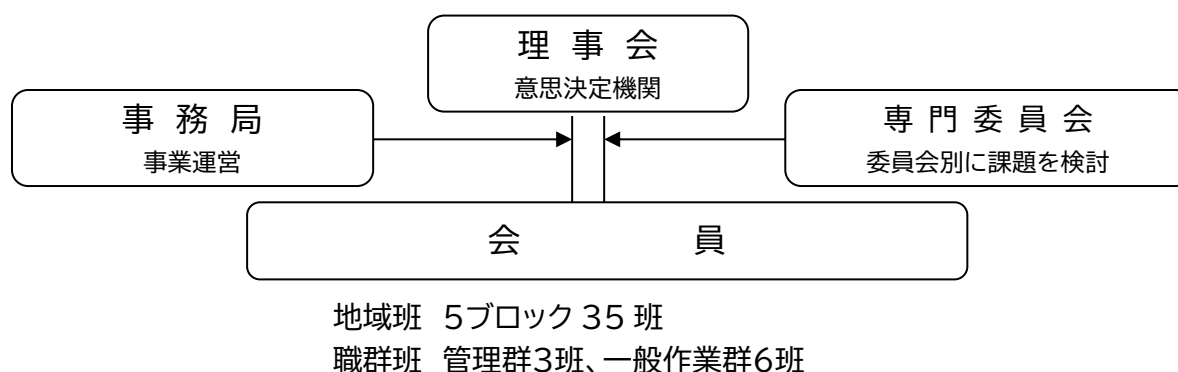 理 事 会
意思決定機関
事 務 局
事業運営
専 門 委 員 会
委員会別に課題を検討
会 員
地域班 5ブロック 35 班
職群班 管理群3班、一般作業群6班